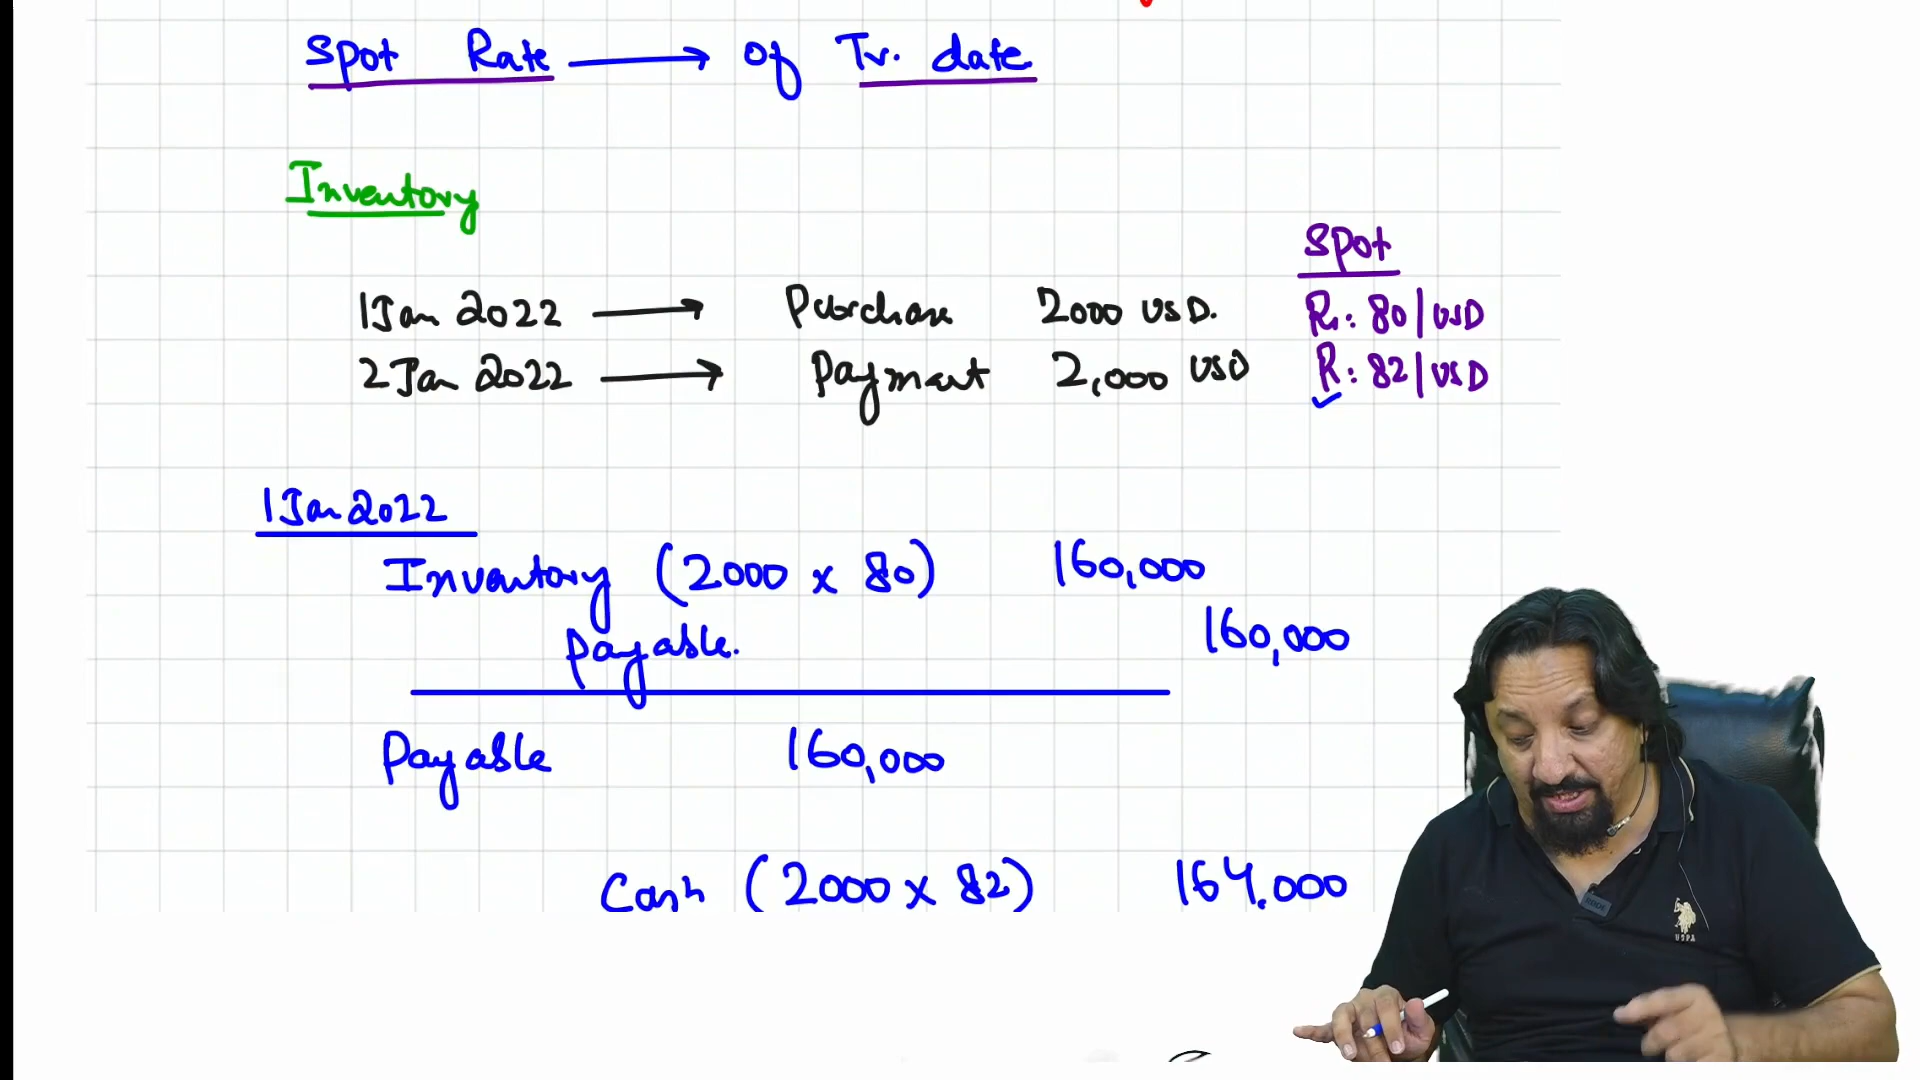 Spot Rate → of Tr. date
Inventory
Spot
1 Jan 2022 → Purchase 2000 USD. R: 80/USD
2 Jan 2022 → Payment 2,000 USD R: 82/USD
1 Jan 2022
Inventory (2000 x 80) 160,000
Payable. 160,000
Payable 160,000
Cash (2000 x 82) 164,000
RODE
USPA